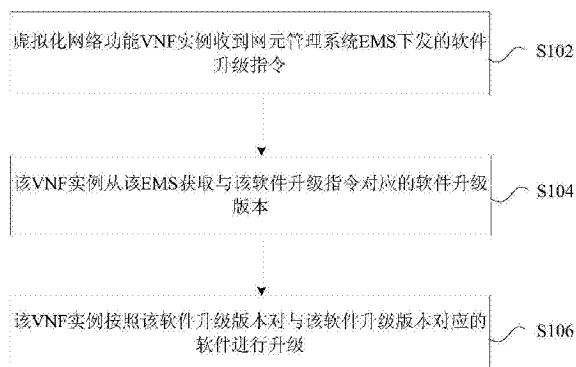 虚拟化网络功能VNF实例收到网元管理系统EMS下发的软件
升级指令
S102
该VNF实例从该EMS获取与该软件升级指令对应的软件升级
版本
S104
该VNF实例按照该软件升级版本对与该软件升级版本对应的
软件进行升级
S106